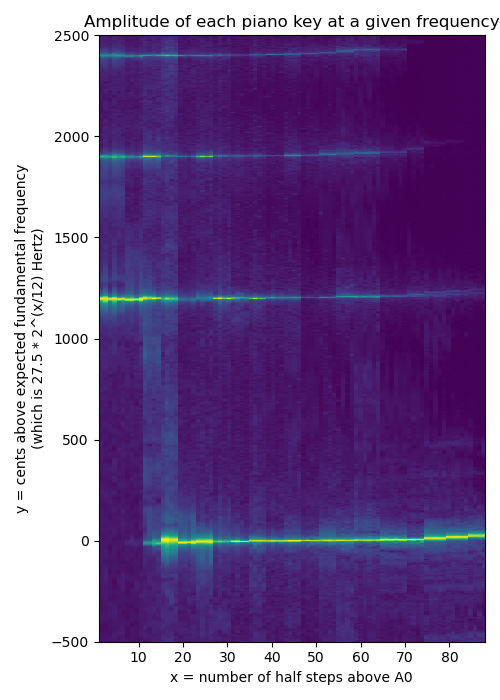 Amplitude of each piano key at a given frequency
2500
2000
1500
1000
500
0
−500
y = cents above expected fundamental frequency
(which is 27.5 * 2^(x/12) Hertz)
10 20 30 40 50 60 70 80
x = number of half steps above A0